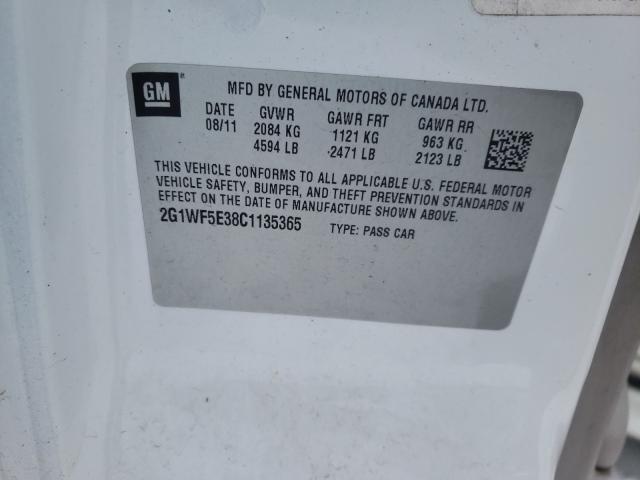 GM
MFD BY GENERAL MOTORS OF CANADA LTD.
DATE GVWR GAWR FRT GAWR RR
08/11 2084 KG 1121 KG 963 KG
4594 LB 2471 LB 2123 LB
THIS VEHICLE CONFORMS TO ALL APPLICABLE U.S. FEDERAL MOTOR
VEHICLE SAFETY, BUMPER, AND THEFT PREVENTION STANDARDS IN
EFFECT ON THE DATE OF MANUFACTURE SHOWN ABOVE.
2G1WF5E38C1135365 TYPE: PASS CAR